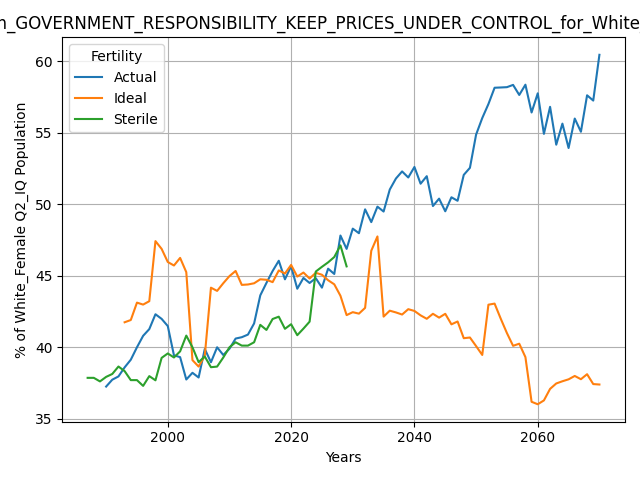 n_GOVERNMENT_RESPONSIBILITY_KEEP_PRICES_UNDER_CONTROL_for_White
Fertility
Actual
Ideal
Sterile
% of White_Female Q2_IQ Population
60
55
50
45
40
35
2000
2020
2040
2060
Years